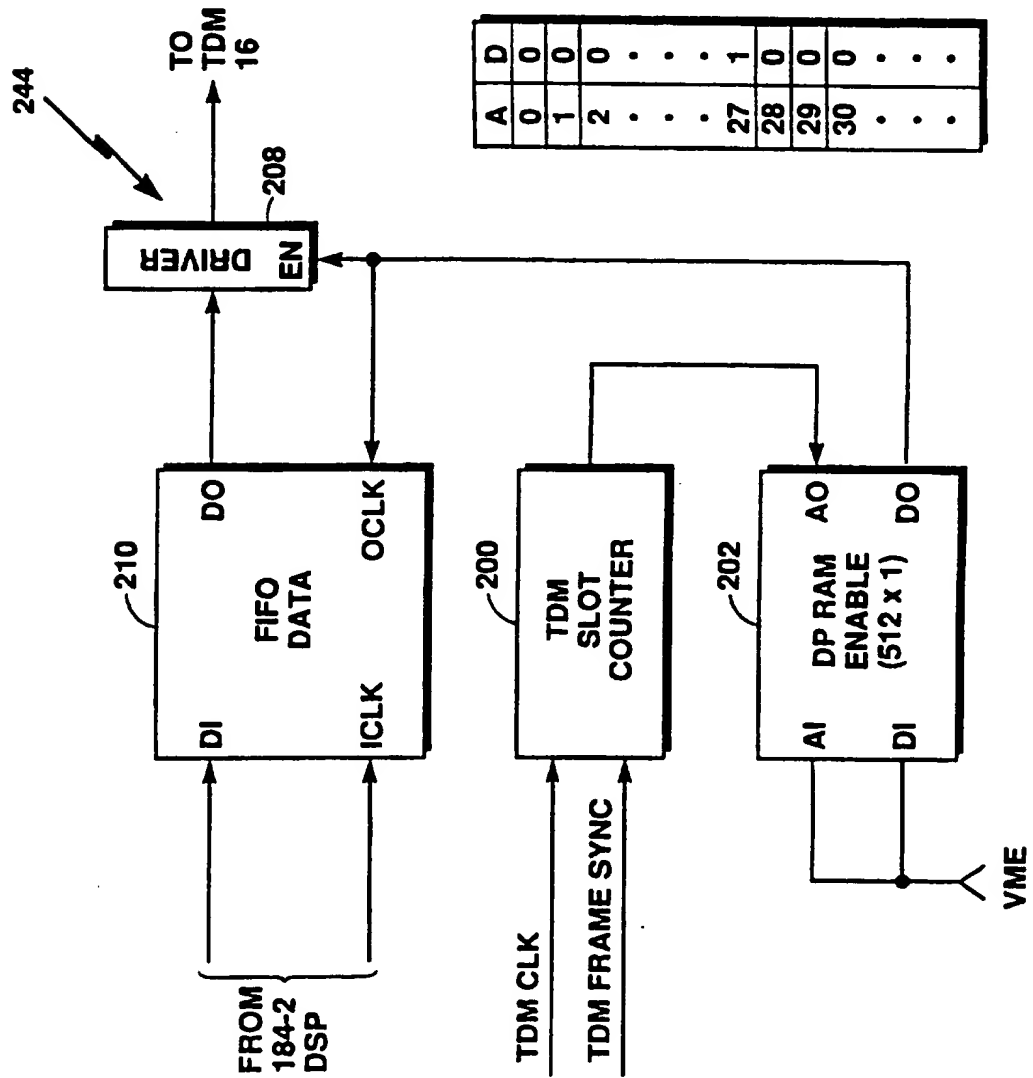 244
TO
TDM
16
DRIVER
EN
208
210
DI
DO
FIFO
DATA
ICLK
OCLK
FROM
184-2
DSP
200
TDM
SLOT
COUNTER
TDM CLK
TDM FRAME SYNC
202
AI
AO
DP RAM
ENABLE
(512 x 1)
DI
DO
VME
A D
0 0
1 0
2 0
. .
. .
. .
27 1
28 0
29 0
30 0
. .
. .
. .